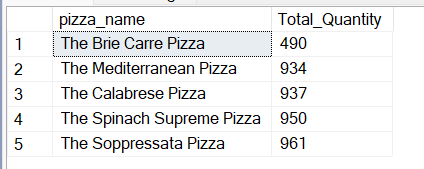 pizza_name Total_Quantity
1 The Brie Carre Pizza 490
2 The Mediterranean Pizza 934
3 The Calabrese Pizza 937
4 The Spinach Supreme Pizza 950
5 The Soppressata Pizza 961